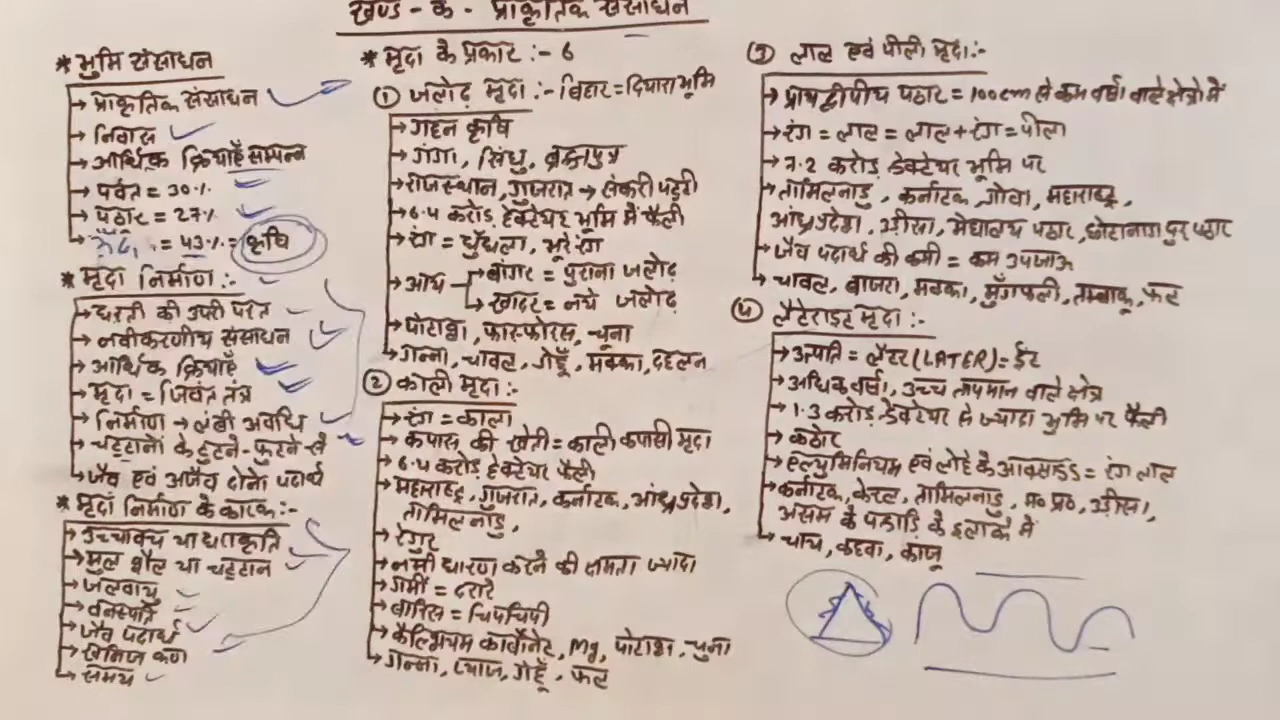 खण्ड - क - प्राकृतिक संसाधन
* भुमि संसाधन
→ प्राकृतिक संसाधन
→ निवास
→ आर्थिक क्रियाएँ सम्पन्न
→ पर्वत = 30%
→ पठार = 27%
= 43% = कृषि
* मृदा निर्माण :-
→ धरती की उपरी परत
→ नवीकरणीय संसाधन
→ आर्थिक क्रियाएँ
→ मृदा = जिवंत तंत्र
→ निर्माण → लंबी अवधि
→ चट्टानों के टुटने-फुटने से
→ जैव एवं अजैव दोनो पदार्थ
* मृदा निर्माण के कारक :-
→ उच्चावच या धराकृति
→ मुल शैल या चट्टान
→ जलवायु
→ वनस्पति
→ जैव पदार्थ
→ खनिज कण
→ समय
* मृदा के प्रकार :- 6
① जलोढ़ मृदा :- बिहार = दियारा भूमि
→ गहन कृषि
→ गंगा, सिंधु, ब्रह्मपुत्र
→ राजस्थान, गुजरात → संकरी पट्टी
→ 6.4 करोड़ हेक्टेयर भूमि में फैली
→ रंग = धुँधला, भूरे रंग
→ आयु
→ बांगर = पुराना जलोढ़
→ खादर = नये जलोढ़
→ पोटाश, फास्फोरस, चूना
→ गन्ना, चावल, गेहूँ, मक्का, दलहन
② काली मृदा :-
→ रंग = काला
→ कपास की खेती = काली कपासी मृदा
→ 6.4 करोड़ हेक्टेयर फैली
→ महाराष्ट्र, गुजरात, कर्नाटक, आंध्रप्रदेश,
तामिलनाडु,
→ रेगुर
→ नमी धारण करने की क्षमता ज्यादा
→ गर्मी = दरारे
→ बारिस = चिपचिपी
→ कैल्शियम कार्बोनेट, Mg, पोटाश, चुना
→ गन्ना, प्याज, गेहूँ, फल
③ लाल एवं पीली मृदा :-
→ प्रायद्वीपीय पठार = 100cm से कम वर्षा वाले क्षेत्रो में
→ रंग = लाल = लाल + रंग = पीला
→ 7.2 करोड़ हेक्टेयर भूमि पर
→ तामिलनाडु, कर्नाटक, गोवा, महाराष्ट्र,
आंध्रप्रदेश, उड़ीसा, मेघालय पठार, छोटानागपुर पठार
→ जैव पदार्थ की कमी = कम उपजाऊ
→ चावल, बाजरा, मक्का, मुँगफली, तम्बाकू, फल
④ लैटेराइट मृदा :-
→ उत्पति = लैटर (LATER) = ईंट
→ अधिक वर्षा, उच्च तापमान वाले क्षेत्र
→ 1.3 करोड़ हेक्टेयर से ज्यादा भुमि पर फैली
→ कठोर
→ एल्युमिनियम एवं लोहे के आक्साइड = रंग लाल
→ कर्नाटक, केरल, तामिलनाडु, म० प्र०, उड़ीसा,
असम के पहाड़ि के इलाके में
→ चाय, कहवा, काजू